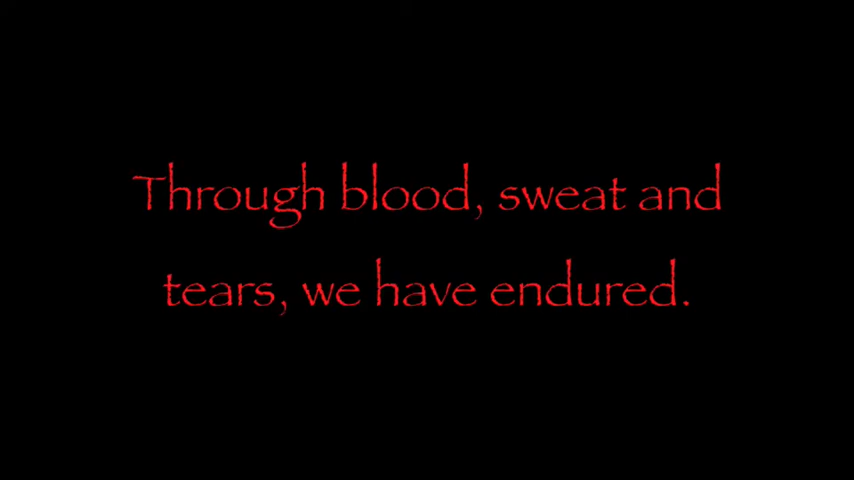 Through blood, sweat and
tears, we have endured.